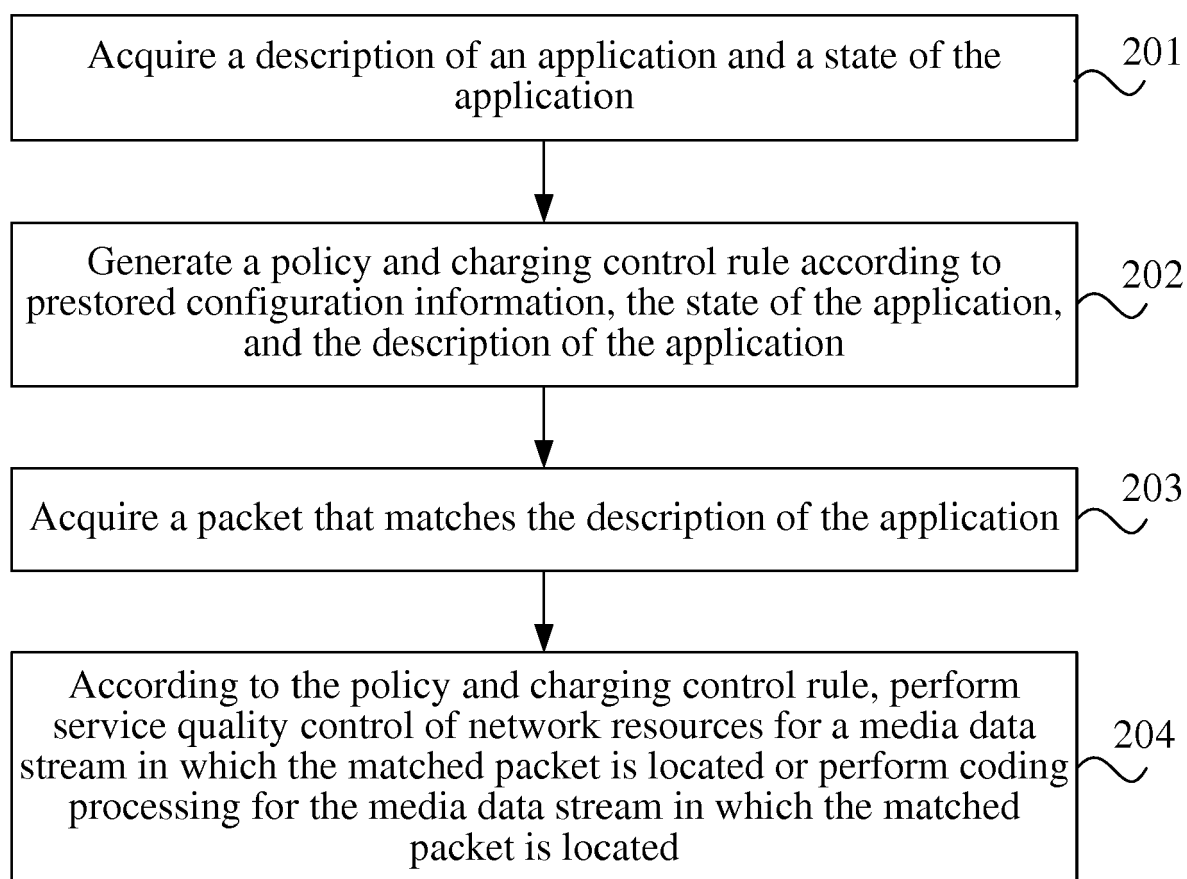 Acquire a description of an application and a state of the
application
201
Generate a policy and charging control rule according to
prestored configuration information, the state of the application,
and the description of the application
202
Acquire a packet that matches the description of the application
203
According to the policy and charging control rule, perform
service quality control of network resources for a media data
stream in which the matched packet is located or perform coding
processing for the media data stream in which the matched
packet is located
204